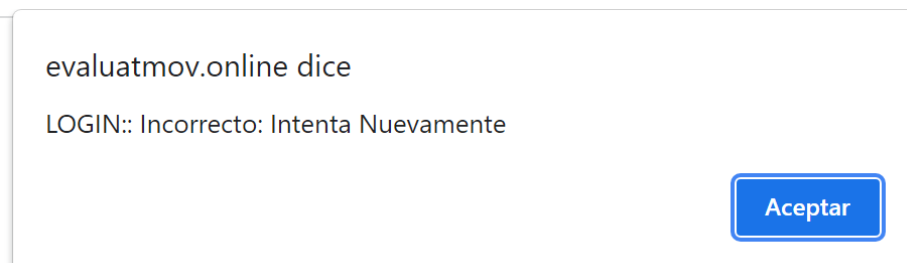 evaluatmov.online dice
LOGIN:: Incorrecto: Intenta Nuevamente
Aceptar